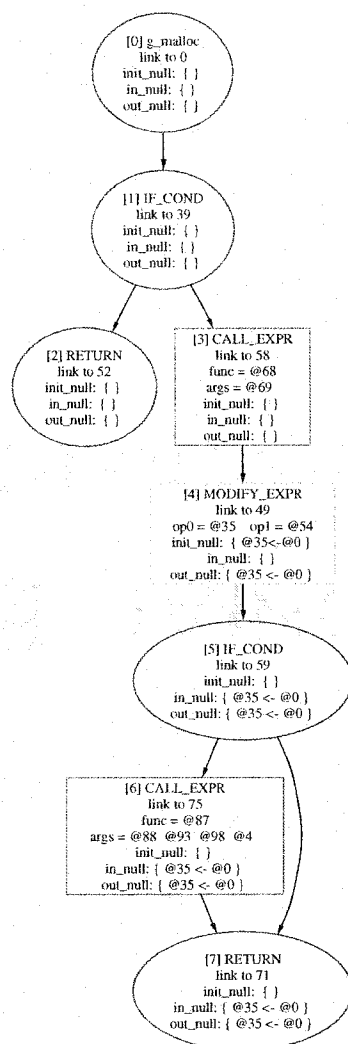 [0] g_malloc
link to 0
init_null: { }
in_null: { }
out_null: { }
[1] IF_COND
link to 39
init_null: { }
in_null: { }
out_null: { }
[2] RETURN
link to 52
init_null: { }
in_null: { }
out_null: { }
[3] CALL_EXPR
link to 58
func = @68
args = @69
init_null: { }
in_null: { }
out_null: { }
[4] MODIFY_EXPR
link to 49
op0 = @35 op1 = @54
init_null: { @35<-@0 }
in_null: { }
out_null: { @35 <- @0 }
[5] IF_COND
link to 59
init_null: { }
in_null: { @35 <- @0 }
out_null: { @35 <- @0 }
[6] CALL_EXPR
link to 75
func = @87
args = @88 @93 @98 @4
init_null: { }
in_null: { @35 <- @0 }
out_null: { @35 <- @0 }
[7] RETURN
link to 71
init_null: { }
in_null: { @35 <- @0 }
out_null: { @35 <- @0 }